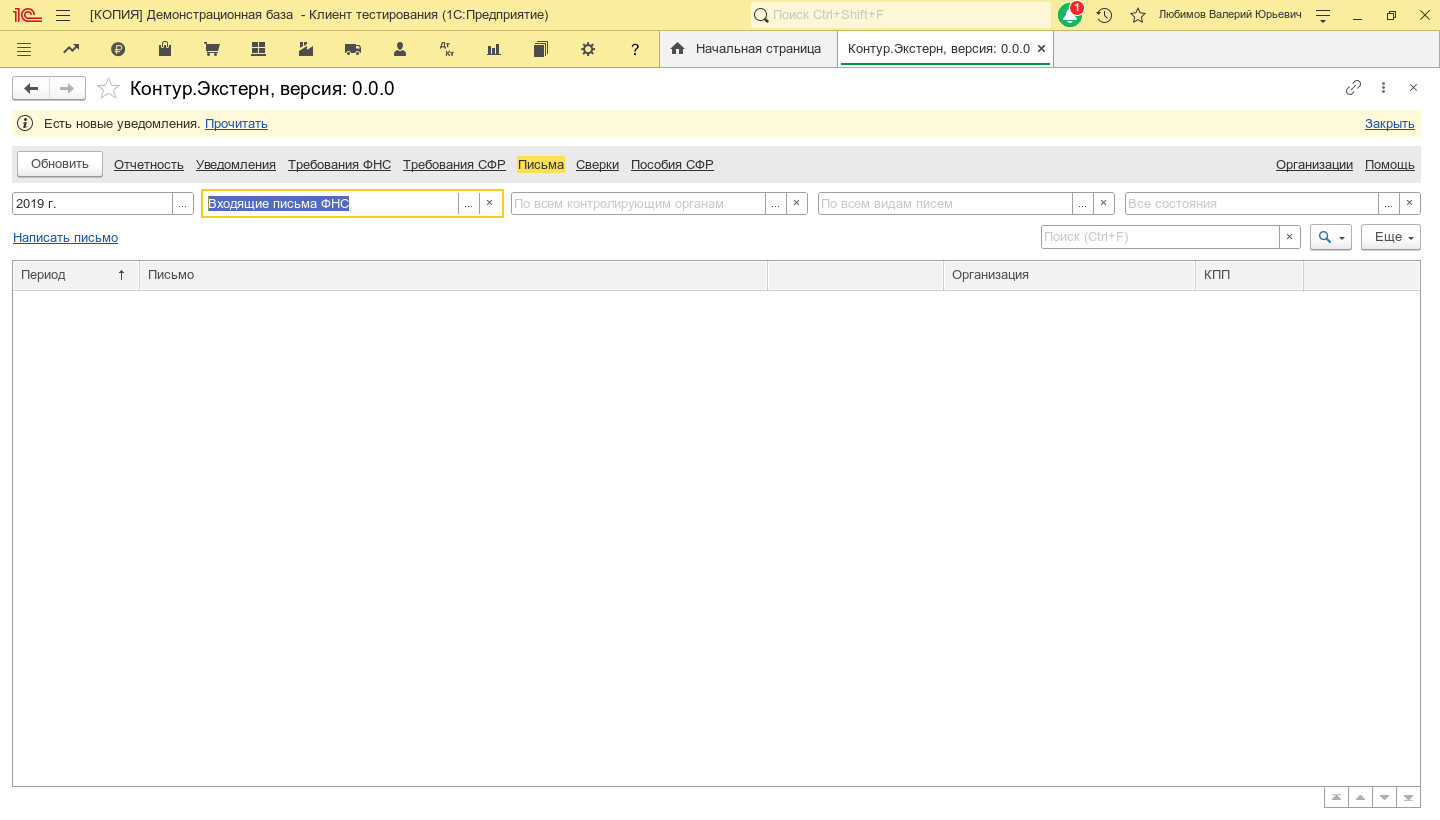 [КОПИЯ] Демонстрационная база - Клиент тестирования (1С:Предприятие)
Поиск Ctrl+Shift+F
1
Любимов Валерий Юрьевич
Дт Кт
?
Начальная страница
Контур.Экстерн, версия: 0.0.0
Контур.Экстерн, версия: 0.0.0
Есть новые уведомления. Прочитать
Закрыть
Обновить
Отчетность
Уведомления
Требования ФНС
Требования СФР
Письма
Сверки
Пособия СФР
Организации
Помощь
2019 г.
...
Входящие письма ФНС
...
По всем контролирующим органам
...
По всем видам писем
...
Все состояния
...
Написать письмо
Поиск (Ctrl+F)
Еще
Период
Письмо
Организация
КПП